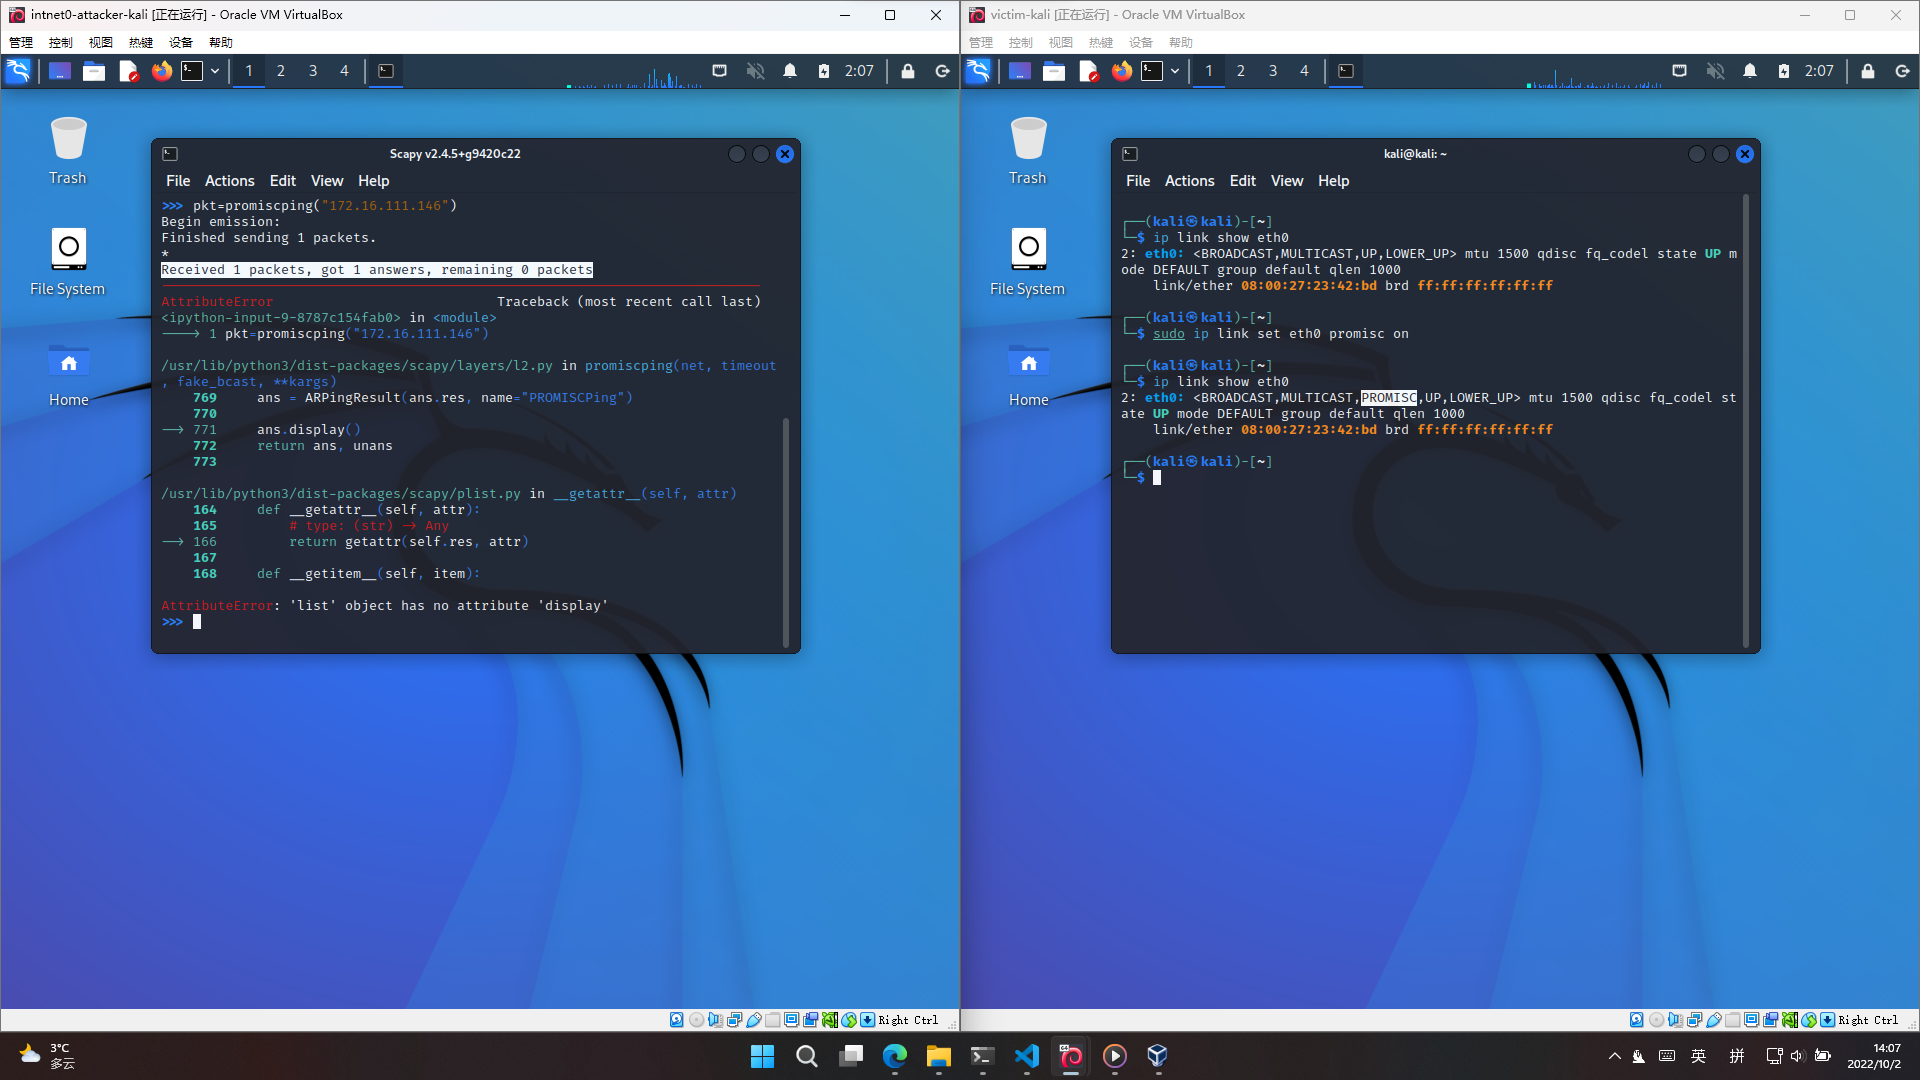 intnet0-attacker-kali [正在运行] - Oracle VM VirtualBox
管理 控制 视图 热键 设备 帮助
1 2 3 4
2:07
Trash
File System
Home
Scapy v2.4.5+g9420c22
File Actions Edit View Help
>>> pkt=promiscping("172.16.111.146")
Begin emission:
Finished sending 1 packets.
*
Received 1 packets, got 1 answers, remaining 0 packets
AttributeError Traceback (most recent call last)
<ipython-input-9-8787c154fab0> in <module>
----> 1 pkt=promiscping("172.16.111.146")
/usr/lib/python3/dist-packages/scapy/layers/l2.py in promiscping(net, timeout
, fake_bcast, **kargs)
769 ans = ARPingResult(ans.res, name="PROMISCPing")
770
--> 771 ans.display()
772 return ans, unans
773
/usr/lib/python3/dist-packages/scapy/plist.py in __getattr__(self, attr)
164 def __getattr__(self, attr):
165 # type: (str) -> Any
--> 166 return getattr(self.res, attr)
167
168 def __getitem__(self, item):
AttributeError: 'list' object has no attribute 'display'
>>>
Right Ctrl
victim-kali [正在运行] - Oracle VM VirtualBox
管理 控制 视图 热键 设备 帮助
1 2 3 4
2:07
Trash
File System
Home
kali@kali: ~
File Actions Edit View Help
┌──(kali㉿kali)-[~]
└─$ ip link show eth0
2: eth0: <BROADCAST,MULTICAST,UP,LOWER_UP> mtu 1500 qdisc fq_codel state UP m
ode DEFAULT group default qlen 1000
link/ether 08:00:27:23:42:bd brd ff:ff:ff:ff:ff:ff
┌──(kali㉿kali)-[~]
└─$ sudo ip link set eth0 promisc on
┌──(kali㉿kali)-[~]
└─$ ip link show eth0
2: eth0: <BROADCAST,MULTICAST,PROMISC,UP,LOWER_UP> mtu 1500 qdisc fq_codel st
ate UP mode DEFAULT group default qlen 1000
link/ether 08:00:27:23:42:bd brd ff:ff:ff:ff:ff:ff
┌──(kali㉿kali)-[~]
└─$
Right Ctrl
3°C
多云
英 拼
14:07
2022/10/2